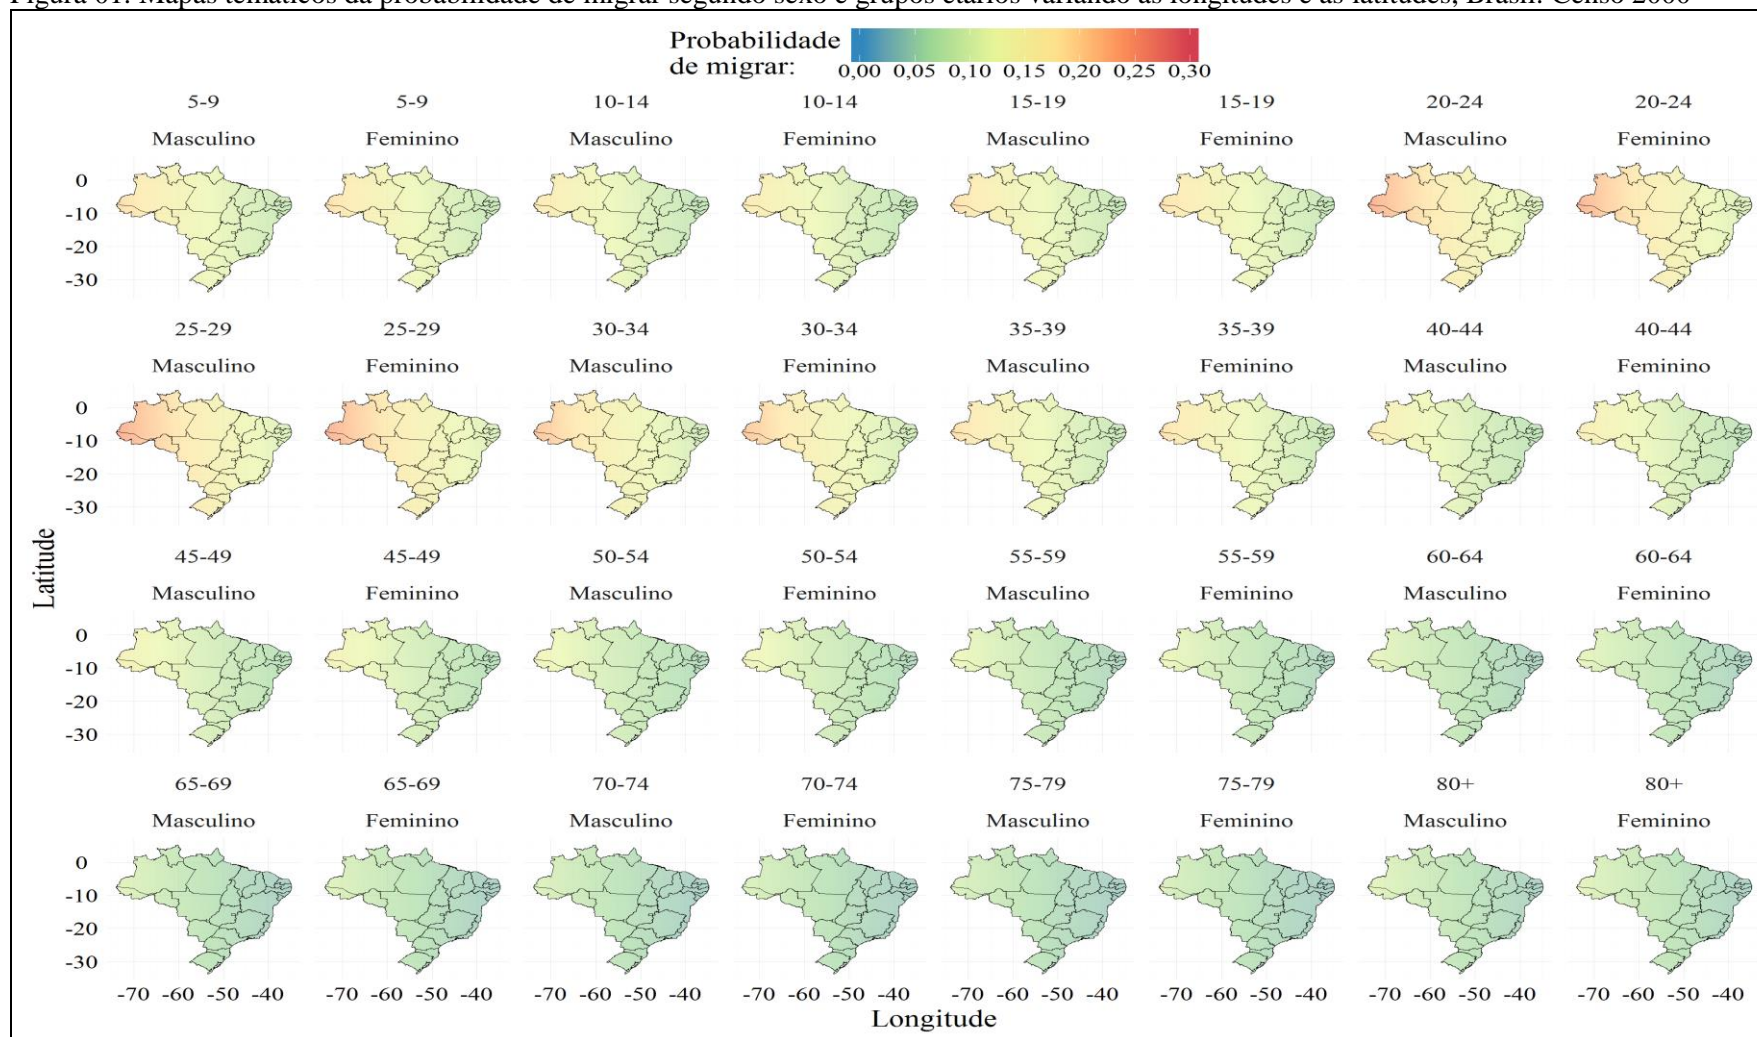 Figura 01: Mapas temáticos da probabilidade de migrar segundo sexo e grupos etários variando as longitudes e as latitudes, Brasil: Censo 2000
Probabilidade
de migrar:
0,00 0,05 0,10 0,15 0,20 0,25 0,30
5-9 5-9 10-14 10-14 15-19 15-19 20-24 20-24
Masculino Feminino Masculino Feminino Masculino Feminino Masculino Feminino
0
-10
-20
-30
25-29 25-29 30-34 30-34 35-39 35-39 40-44 40-44
Masculino Feminino Masculino Feminino Masculino Feminino Masculino Feminino
0
-10
-20
-30
Latitude
45-49 45-49 50-54 50-54 55-59 55-59 60-64 60-64
Masculino Feminino Masculino Feminino Masculino Feminino Masculino Feminino
0
-10
-20
-30
65-69 65-69 70-74 70-74 75-79 75-79 80+ 80+
Masculino Feminino Masculino Feminino Masculino Feminino Masculino Feminino
0
-10
-20
-30
-70 -60 -50 -40 -70 -60 -50 -40 -70 -60 -50 -40 -70 -60 -50 -40 -70 -60 -50 -40 -70 -60 -50 -40 -70 -60 -50 -40 -70 -60 -50 -40
Longitude